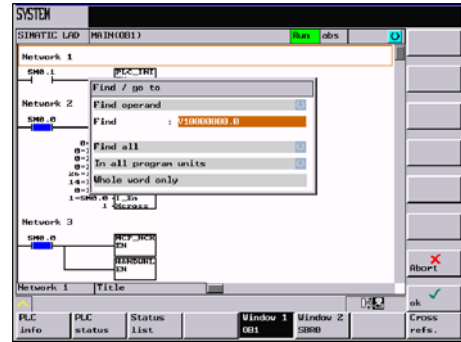 SYSTEM
SIMATIC LAD MAIN(OB1) Run abs
Network 1
SM0.1 PLC_INI
Find / go to
Network 2
Find operand
SM0.0
Find : V10000000.0
Find all
In all program units
Whole word only
Network 3
SM0.0 MCP_NCK
EN
EN
Abort
Network 1 Title
ok
PLC info
PLC status
Status list
Window 1 OB1
Window 2 SBR0
Cross refs.